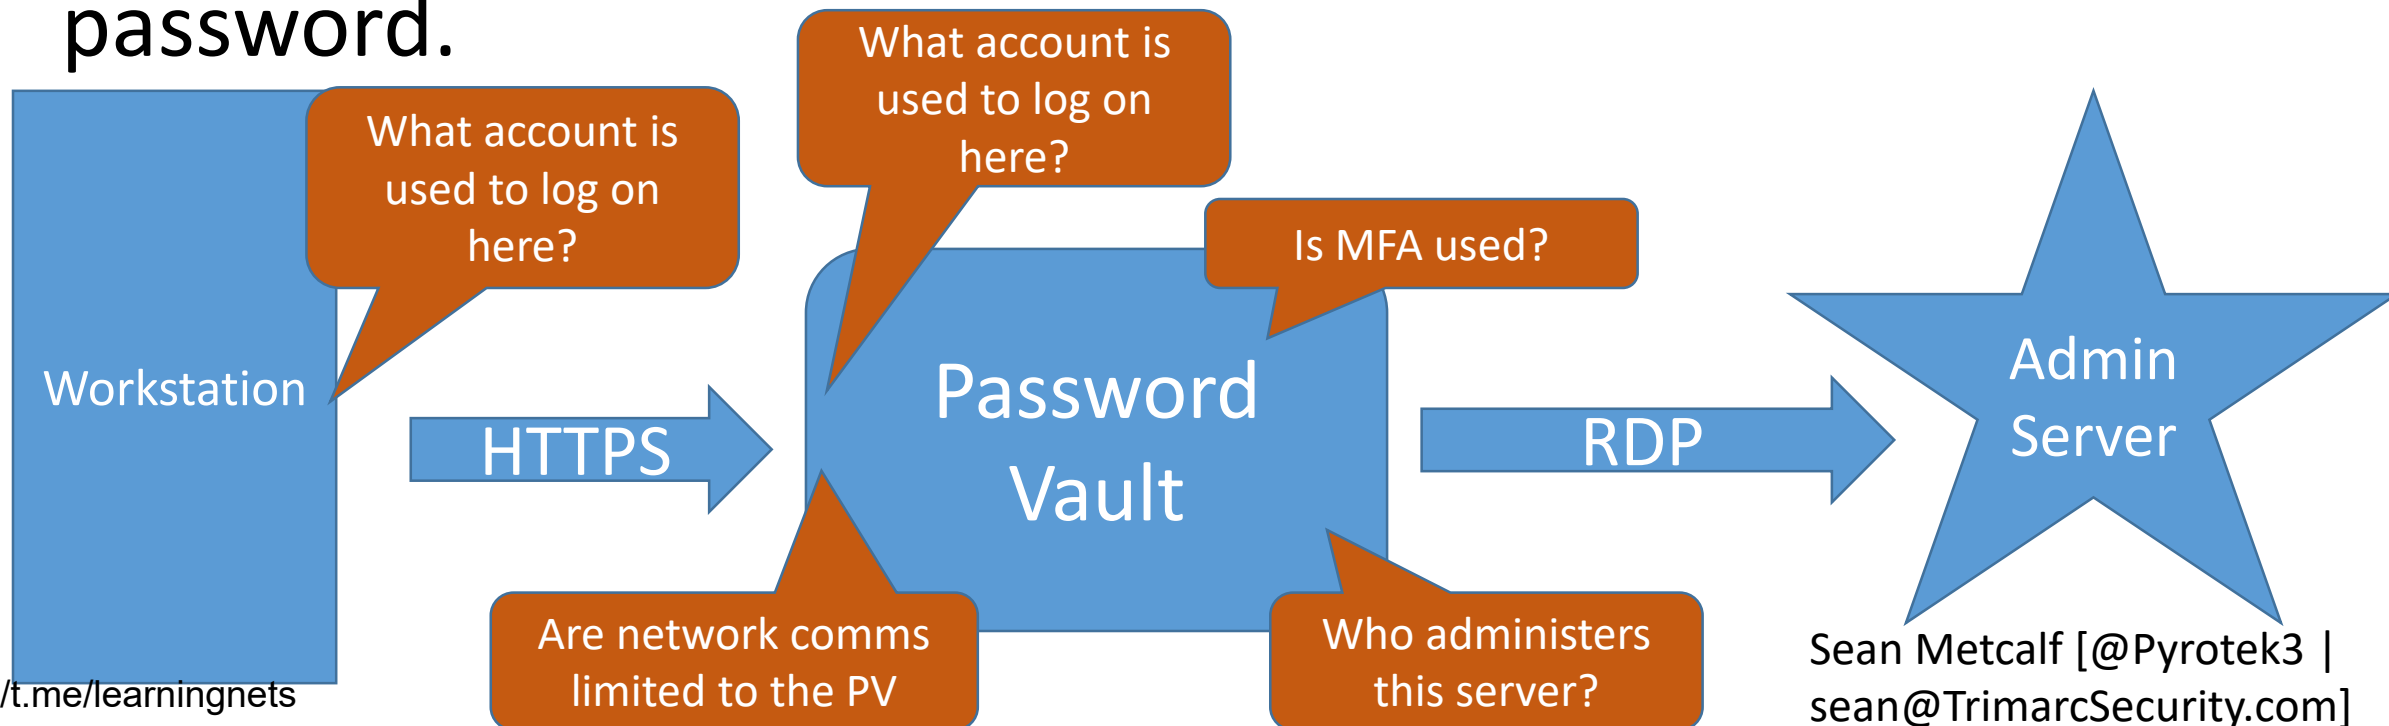 password.
What account is
used to log on
here?
What account is
used to log on
here?
Is MFA used?
Workstation
HTTPS
Password
Vault
RDP
Admin
Server
Are network comms
limited to the PV
Who administers
this server?
Sean Metcalf [@Pyrotek3 |
sean@TrimarcSecurity.com]
/t.me/learningnets